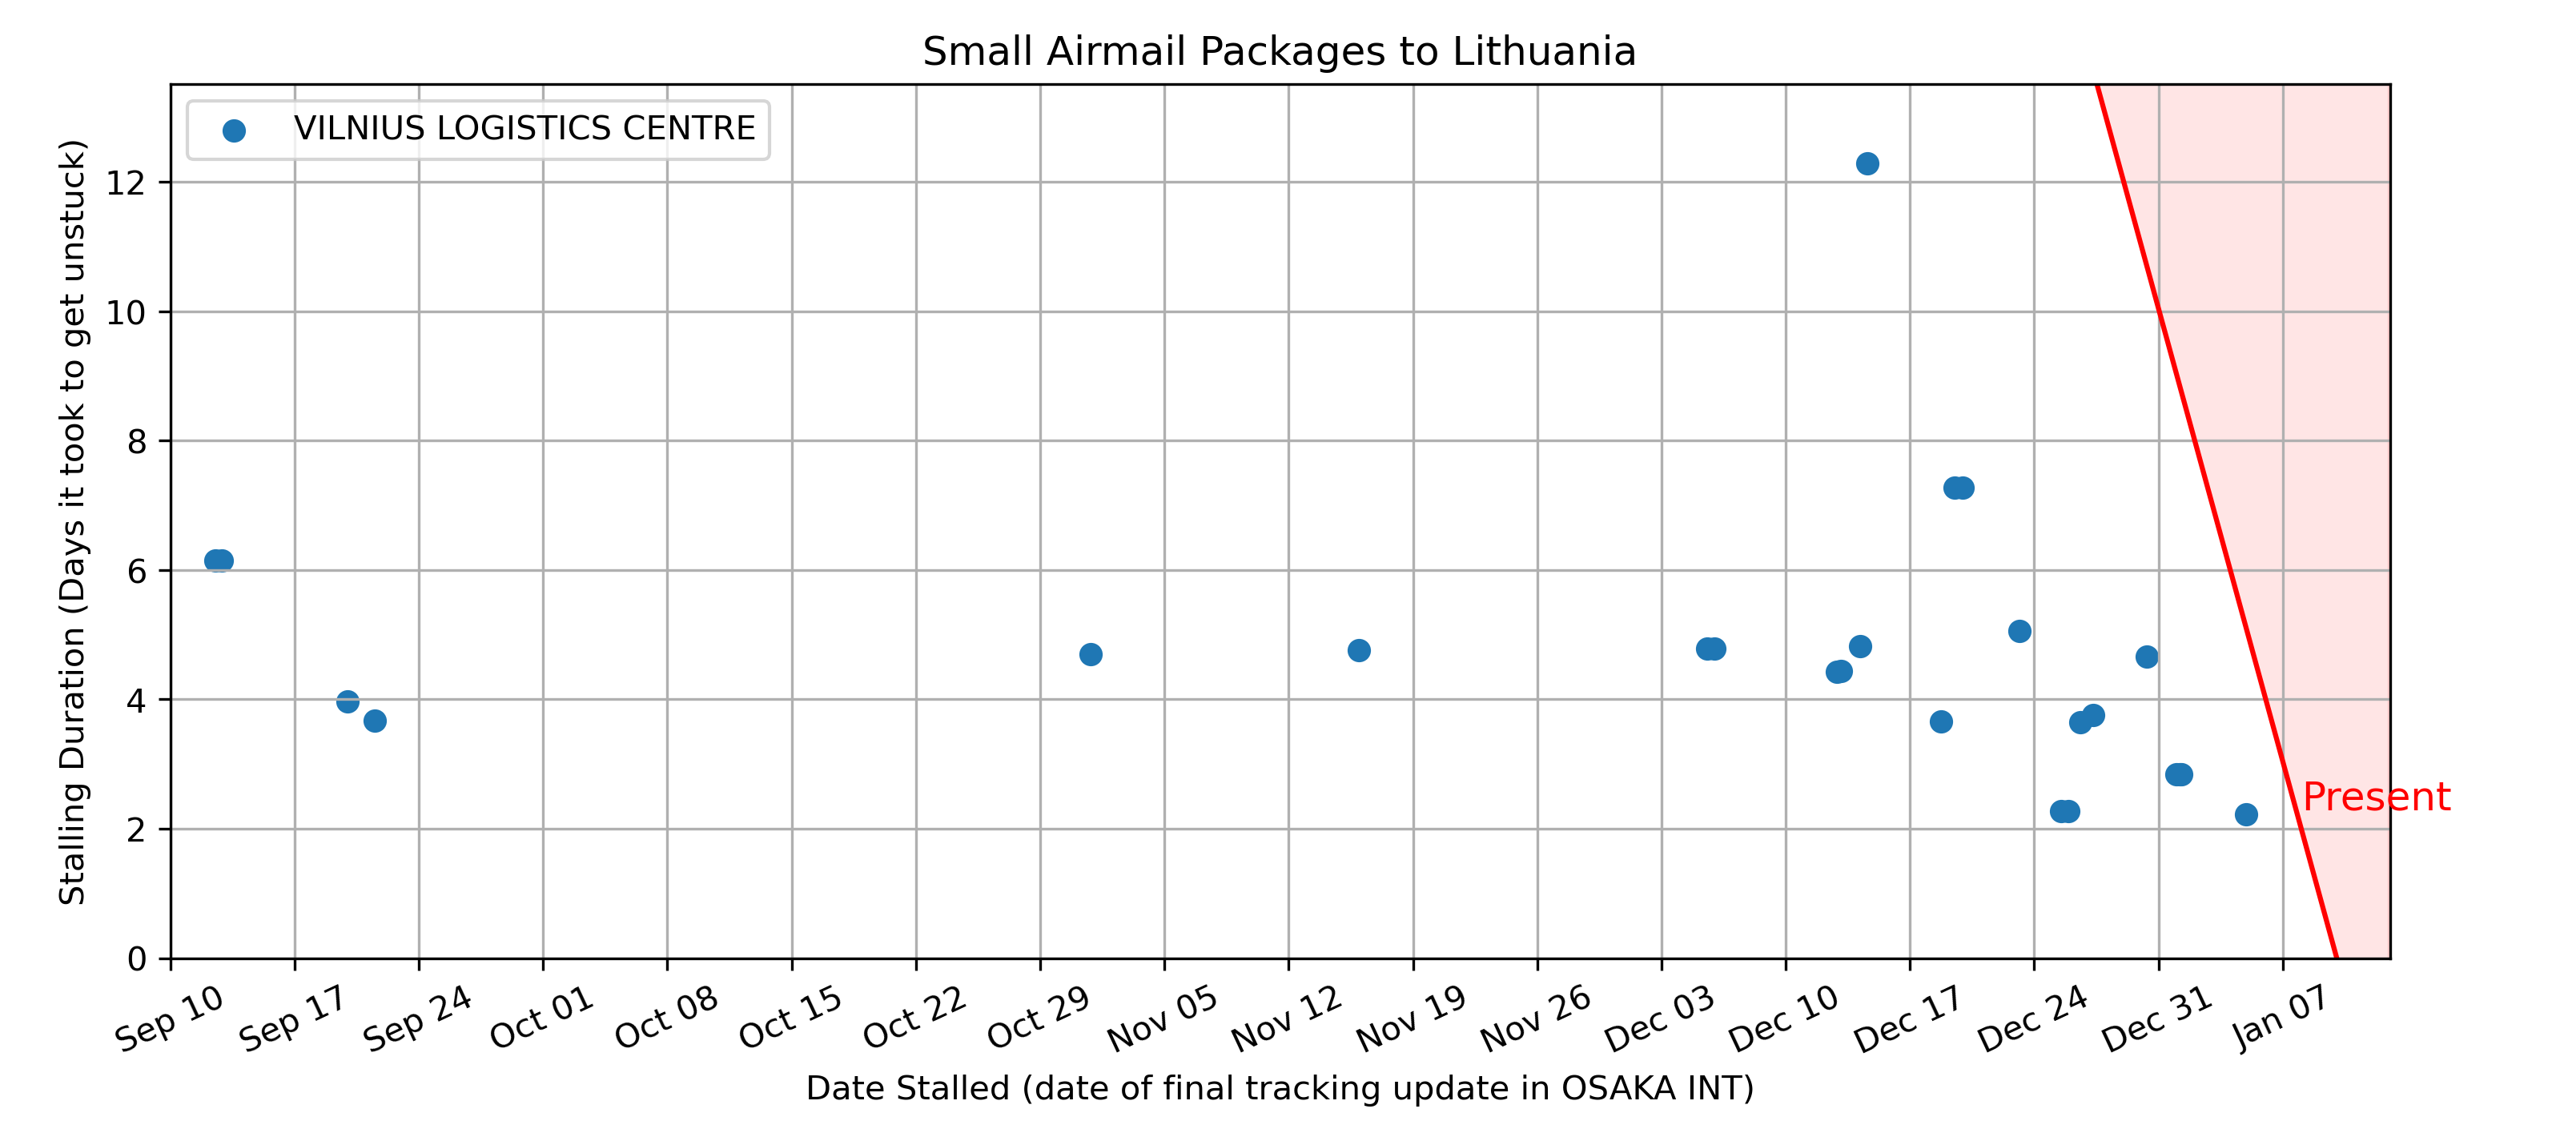 Small Airmail Packages to Lithuania
VILNIUS LOGISTICS CENTRE
Stalling Duration (Days it took to get unstuck)
12
10
8
6
4
2
0
Present
Sep 10
Sep 17
Sep 24
Oct 01
Oct 08
Oct 15
Oct 22
Oct 29
Nov 05
Nov 12
Nov 19
Nov 26
Dec 03
Dec 10
Dec 17
Dec 24
Dec 31
Jan 07
Date Stalled (date of final tracking update in OSAKA INT)